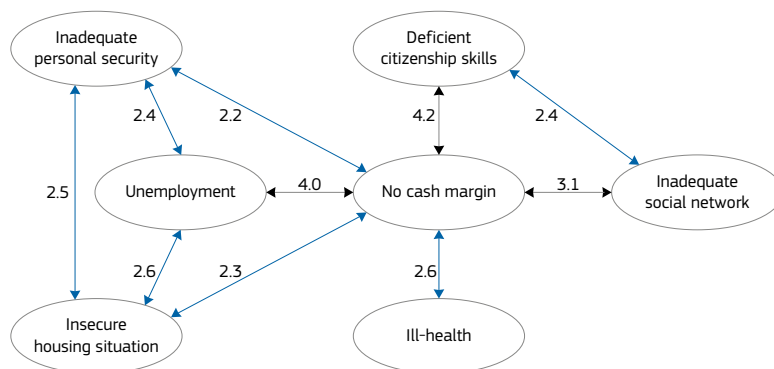 Inadequate
personal security
Deficient
citizenship skills
2.4
2.2
4.2
2.4
2.5
Unemployment
4.0
No cash margin
3.1
Inadequate
social network
2.6
2.3
2.6
Insecure
housing situation
Ill-health